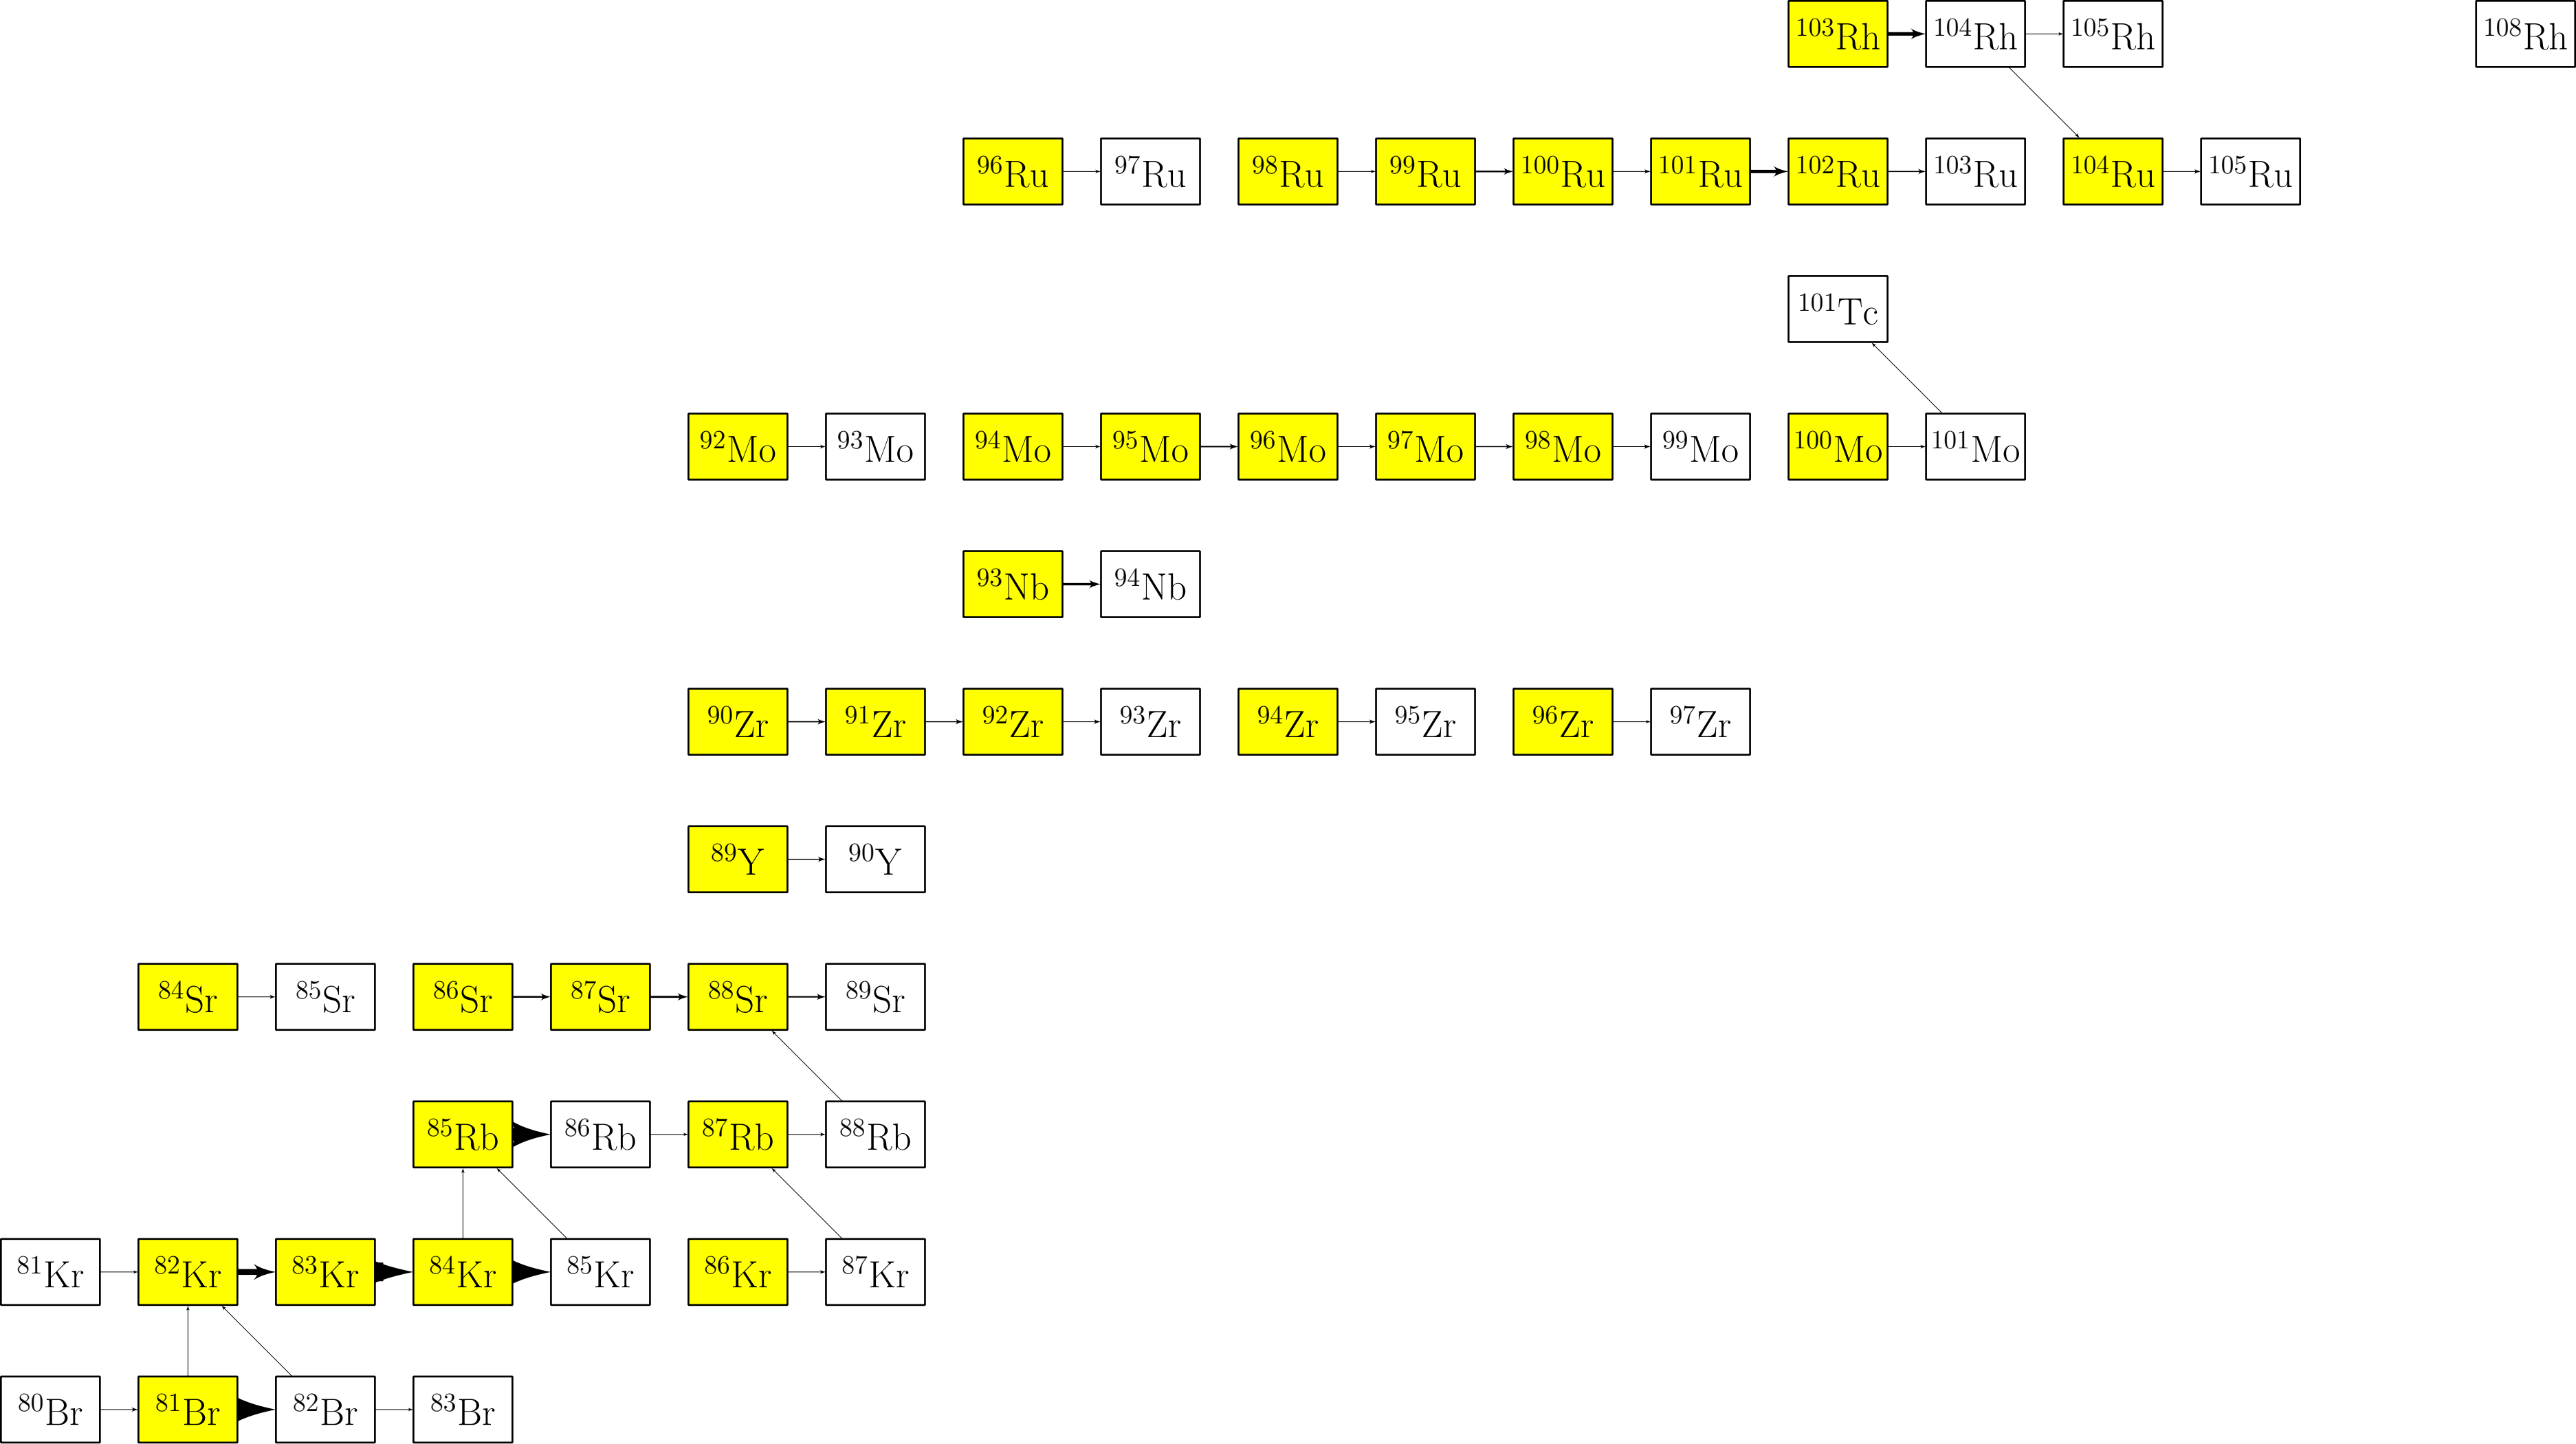 ¹⁰³Rh ¹⁰⁴Rh ¹⁰⁵Rh ¹⁰⁸Rh
⁹⁶Ru ⁹⁷Ru ⁹⁸Ru ⁹⁹Ru ¹⁰⁰Ru ¹⁰¹Ru ¹⁰²Ru ¹⁰³Ru ¹⁰⁴Ru ¹⁰⁵Ru
¹⁰¹Tc
⁹²Mo ⁹³Mo ⁹⁴Mo ⁹⁵Mo ⁹⁶Mo ⁹⁷Mo ⁹⁸Mo ⁹⁹Mo ¹⁰⁰Mo ¹⁰¹Mo
⁹³Nb ⁹⁴Nb
⁹⁰Zr ⁹¹Zr ⁹²Zr ⁹³Zr ⁹⁴Zr ⁹⁵Zr ⁹⁶Zr ⁹⁷Zr
⁸⁹Y ⁹⁰Y
⁸⁴Sr ⁸⁵Sr ⁸⁶Sr ⁸⁷Sr ⁸⁸Sr ⁸⁹Sr
⁸⁵Rb ⁸⁶Rb ⁸⁷Rb ⁸⁸Rb
⁸¹Kr ⁸²Kr ⁸³Kr ⁸⁴Kr ⁸⁵Kr ⁸⁶Kr ⁸⁷Kr
⁸⁰Br ⁸¹Br ⁸²Br ⁸³Br